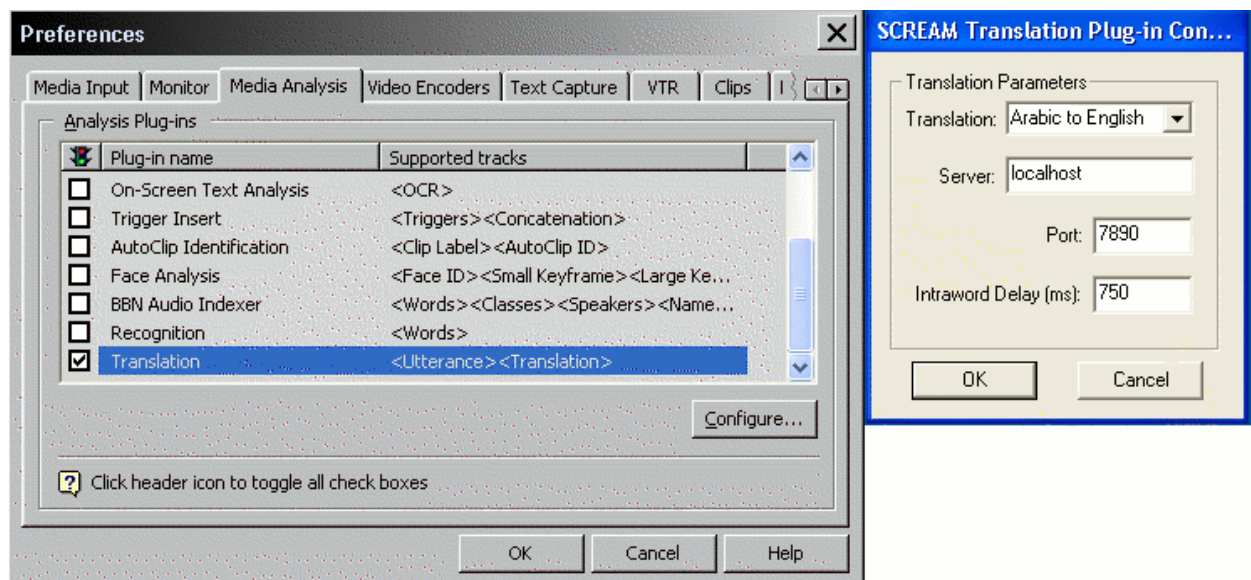 Preferences
Media Input Monitor Media Analysis Video Encoders Text Capture VTR Clips
Analysis Plug-ins
Plug-in name Supported tracks
On-Screen Text Analysis <OCR>
Trigger Insert <Triggers><Concatenation>
AutoClip Identification <Clip Label><AutoClip ID>
Face Analysis <Face ID><Small Keyframe><Large Ke...
BBN Audio Indexer <Words><Classes><Speakers><Name...
Recognition <Words>
Translation <Utterance><Translation>
Configure...
Click header icon to toggle all check boxes
OK Cancel Help
SCREAM Translation Plug-in Con...
Translation Parameters
Translation: Arabic to English
Server: localhost
Port: 7890
Intraword Delay (ms): 750
OK Cancel